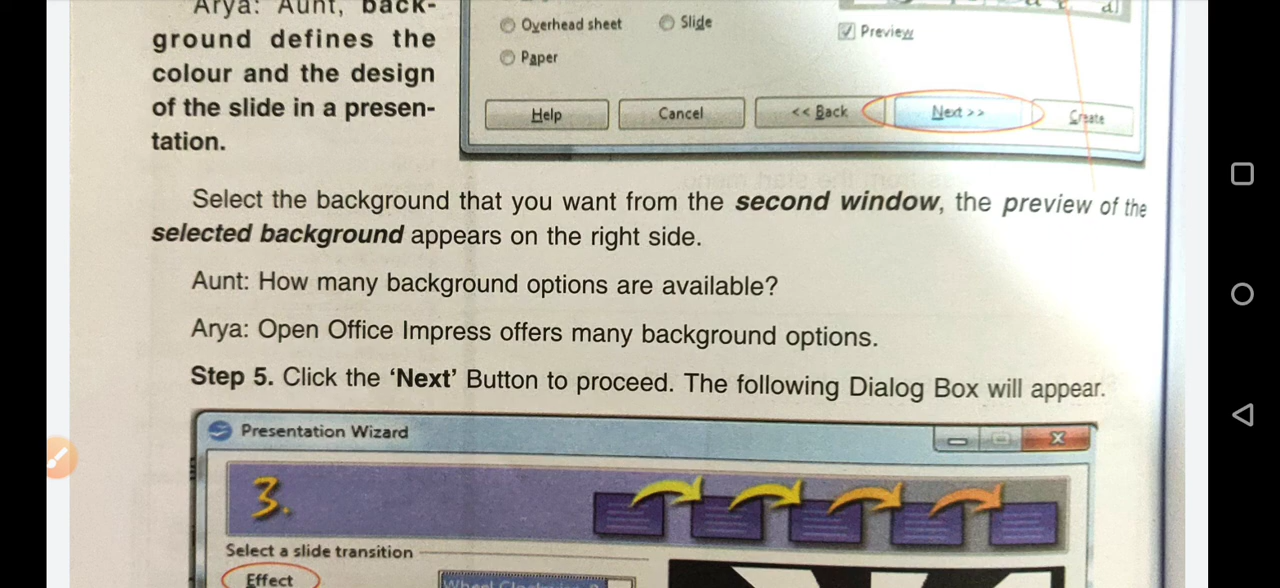 Arya: Aunt, back-
ground defines the
colour and the design
of the slide in a presen-
tation.
Overhead sheet
Slide
Paper
Preview
Help
Cancel
<< Back
Next >>
Create
Select the background that you want from the second window, the preview of the
selected background appears on the right side.
Aunt: How many background options are available?
Arya: Open Office Impress offers many background options.
Step 5. Click the ‘Next’ Button to proceed. The following Dialog Box will appear.
Presentation Wizard
3.
Select a slide transition
Effect